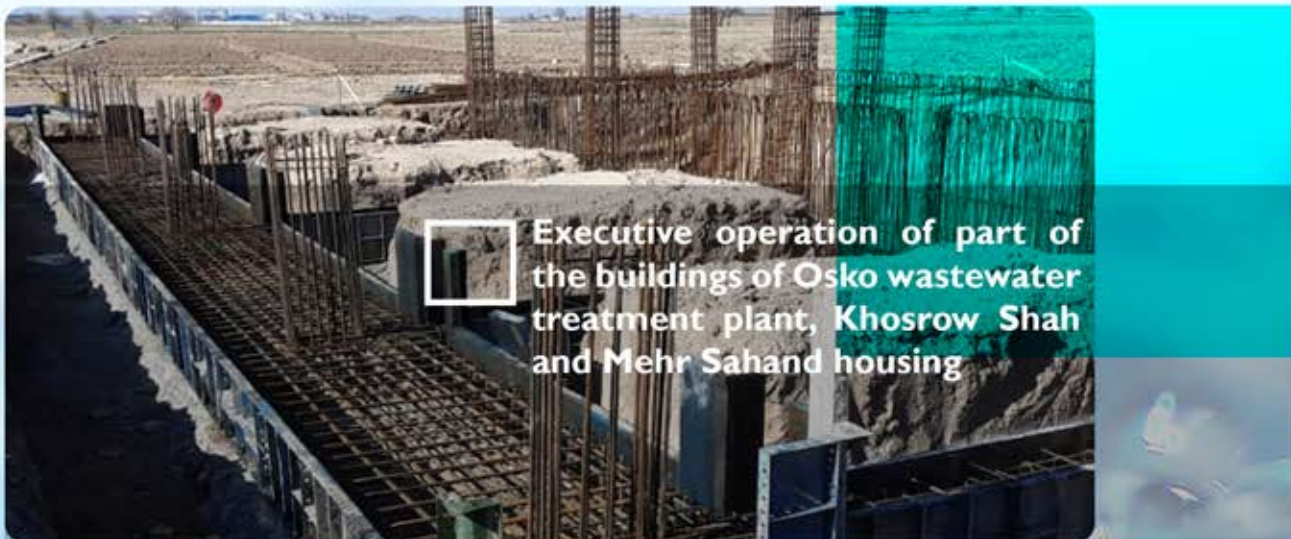 Executive operation of part of
the buildings of Osko wastewater
treatment plant, Khosrow Shah
and Mehr Sahand housing